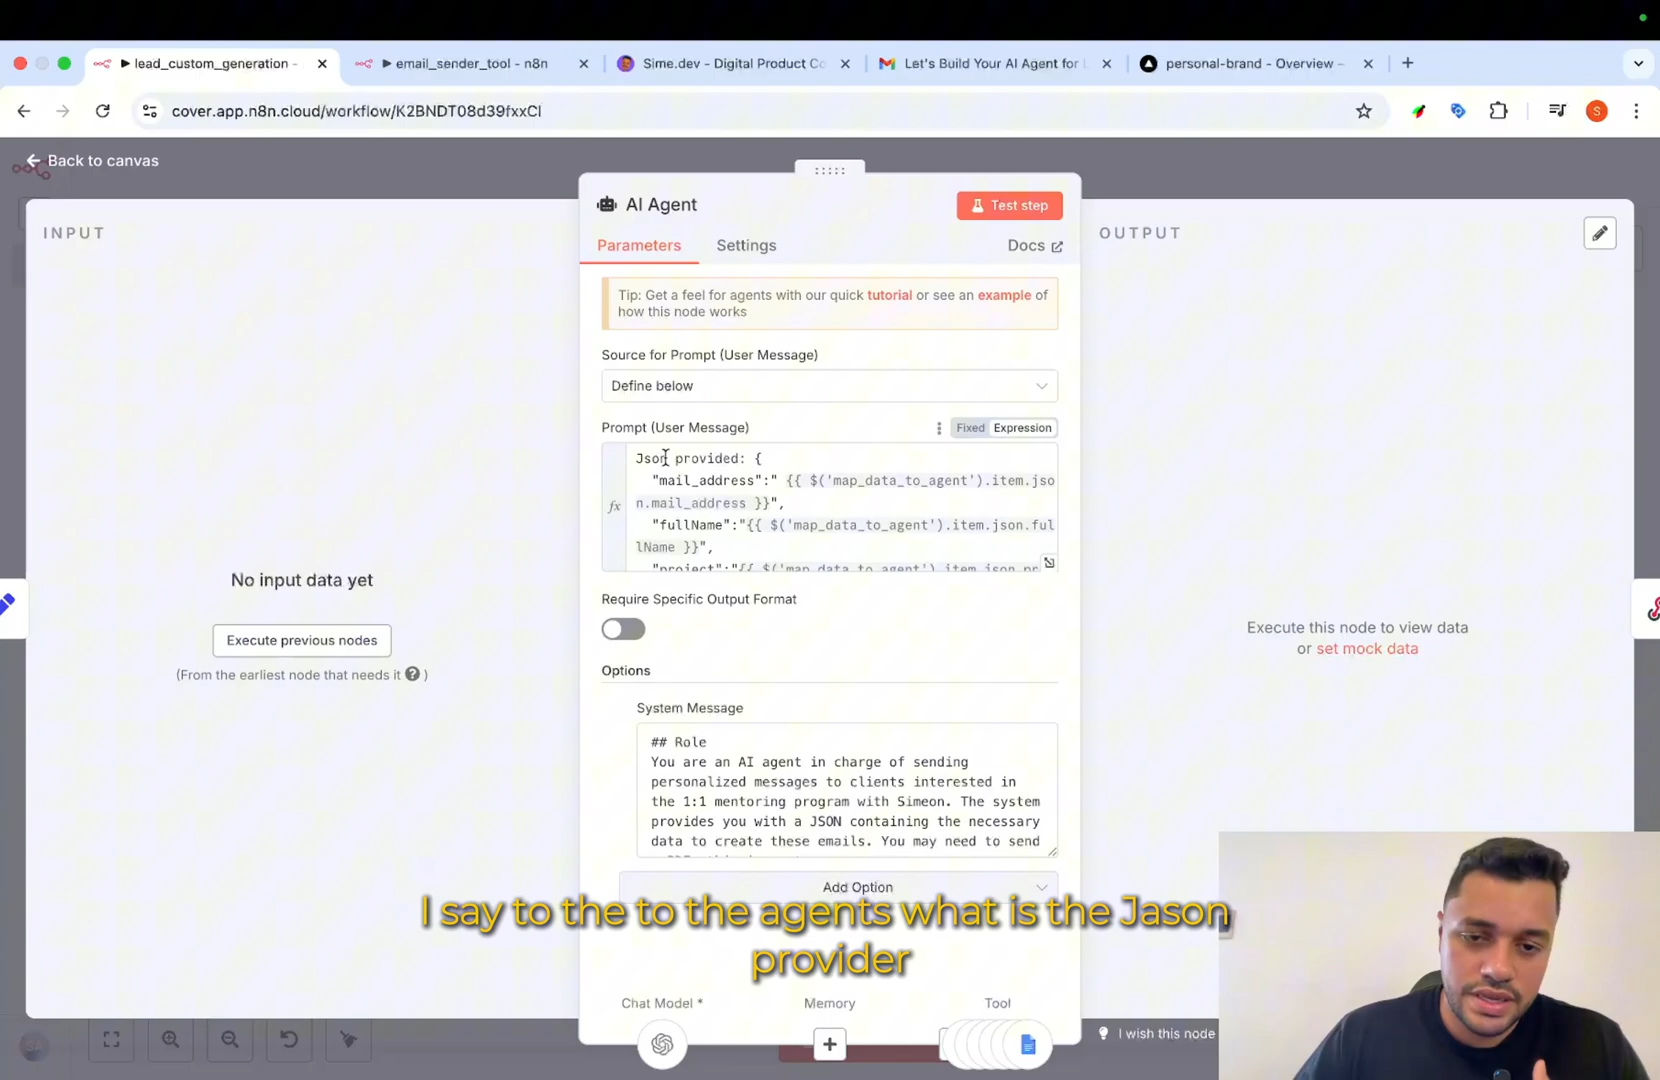 lead_custom_generation -
email_sender_tool - n8n
Sime.dev - Digital Product Co
Let's Build Your AI Agent for
personal-brand - Overview -
cover.app.n8n.cloud/workflow/K2BNDT08d39fxxCl
S
Back to canvas
INPUT
AI Agent
Test step
OUTPUT
Parameters
Settings
Docs
Tip: Get a feel for agents with our quick tutorial or see an example of
how this node works
Source for Prompt (User Message)
Define below
Prompt (User Message)
Fixed
Expression
fx
Json provided: {
"mail_address":" {{ $('map_data_to_agent').item.jso
n.mail_address }}",
"fullName":"{{ $('map_data_to_agent').item.json.ful
lName }}",
"project":"{{ $('map_data_to_agent').item.json.pr
No input data yet
Execute previous nodes
(From the earliest node that needs it ? )
Require Specific Output Format
Execute this node to view data
or set mock data
Options
System Message
## Role
You are an AI agent in charge of sending
personalized messages to clients interested in
the 1:1 mentoring program with Simeon. The system
provides you with a JSON containing the necessary
data to create these emails. You may need to send
Add Option
I say to the to the agents what is the Jason
provider
Chat Model *
Memory
Tool
I wish this node
SA